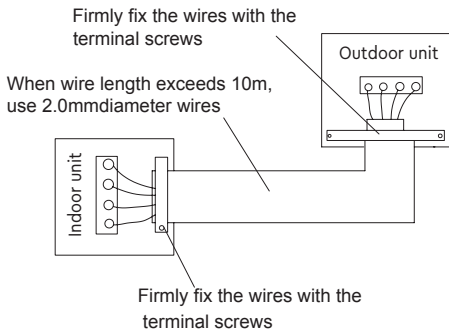 Firmly fix the wires with the
terminal screws
Outdoor unit
When wire length exceeds 10m,
use 2.0mmdiameter wires
Indoor unit
Firmly fix the wires with the
terminal screws